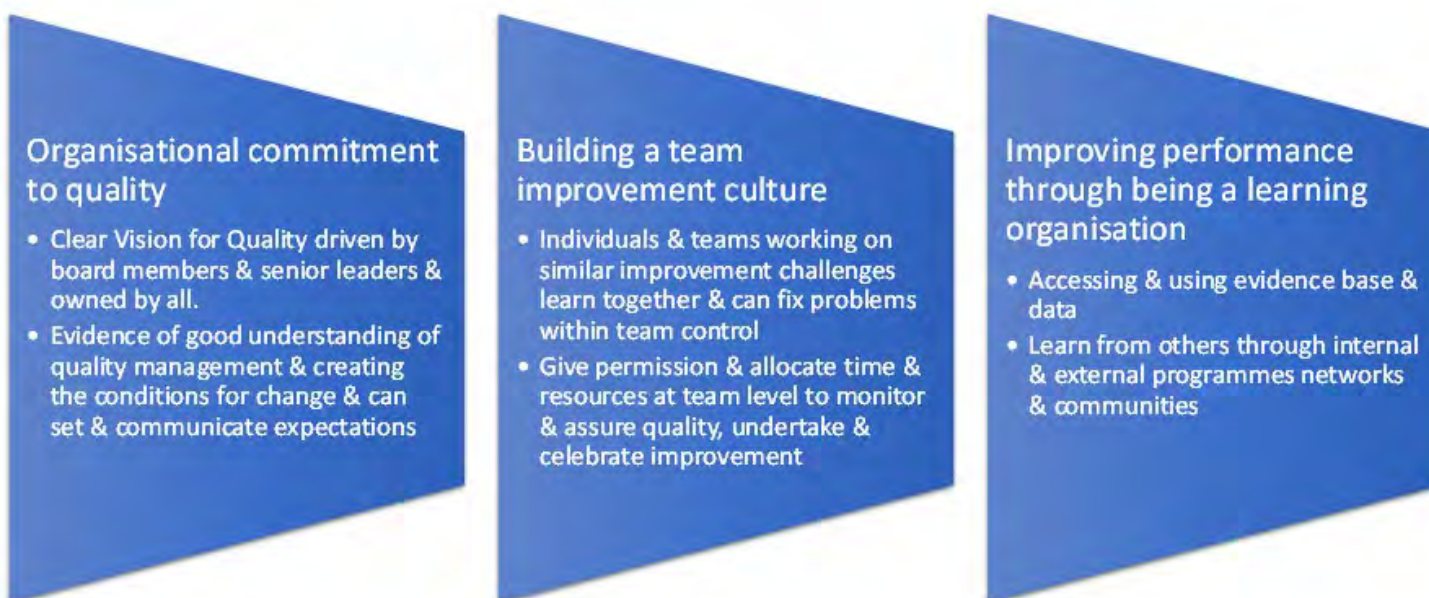 Organisational commitment
to quality
• Clear Vision for Quality driven by
board members & senior leaders &
owned by all.
• Evidence of good understanding of
quality management & creating
the conditions for change & can
set & communicate expectations
Building a team
improvement culture
• Individuals & teams working on
similar improvement challenges
learn together & can fix problems
within team control
• Give permission & allocate time &
resources at team level to monitor
& assure quality, undertake &
celebrate improvement
Improving performance
through being a learning
organisation
• Accessing & using evidence base &
data
• Learn from others through internal
& external programmes networks
& communities